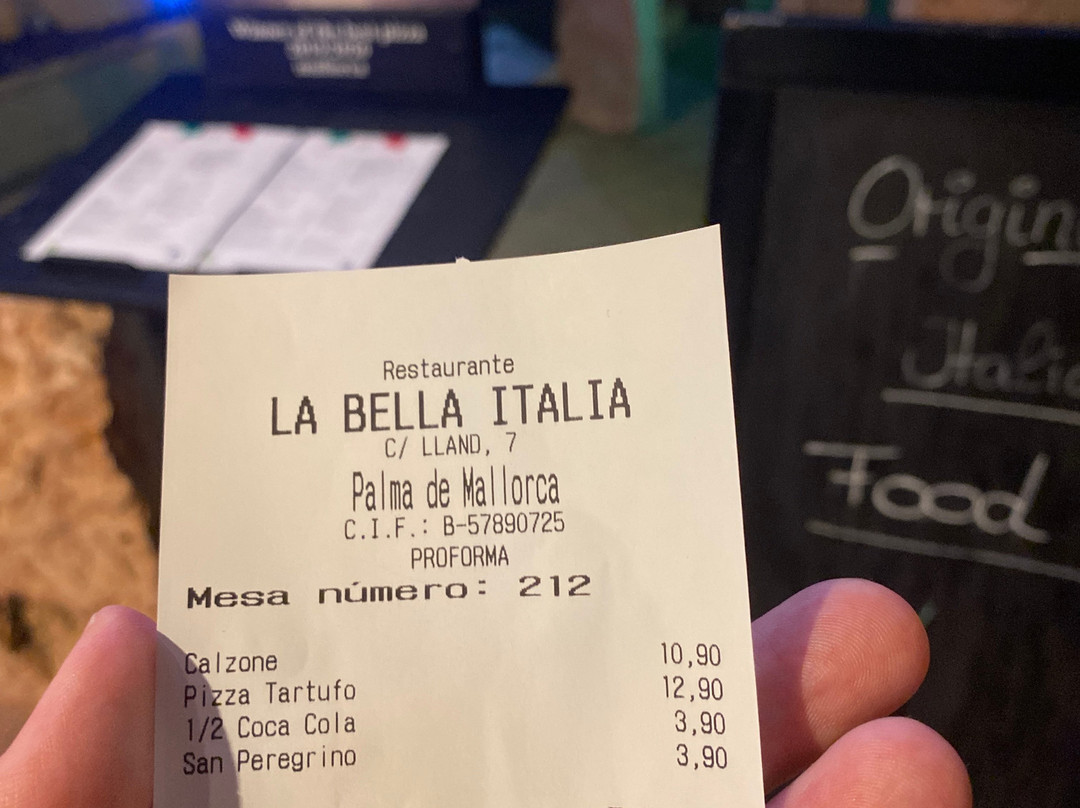 Restaurante
LA BELLA ITALIA
C/ LLAND, 7
Palma de Mallorca
C.I.F.: B-57890725
PROFORMA
Mesa número: 212
Calzone 10,90
Pizza Tartufo 12,90
1/2 Coca Cola 3,90
San Peregrino 3,90
Origin
Italia
Food